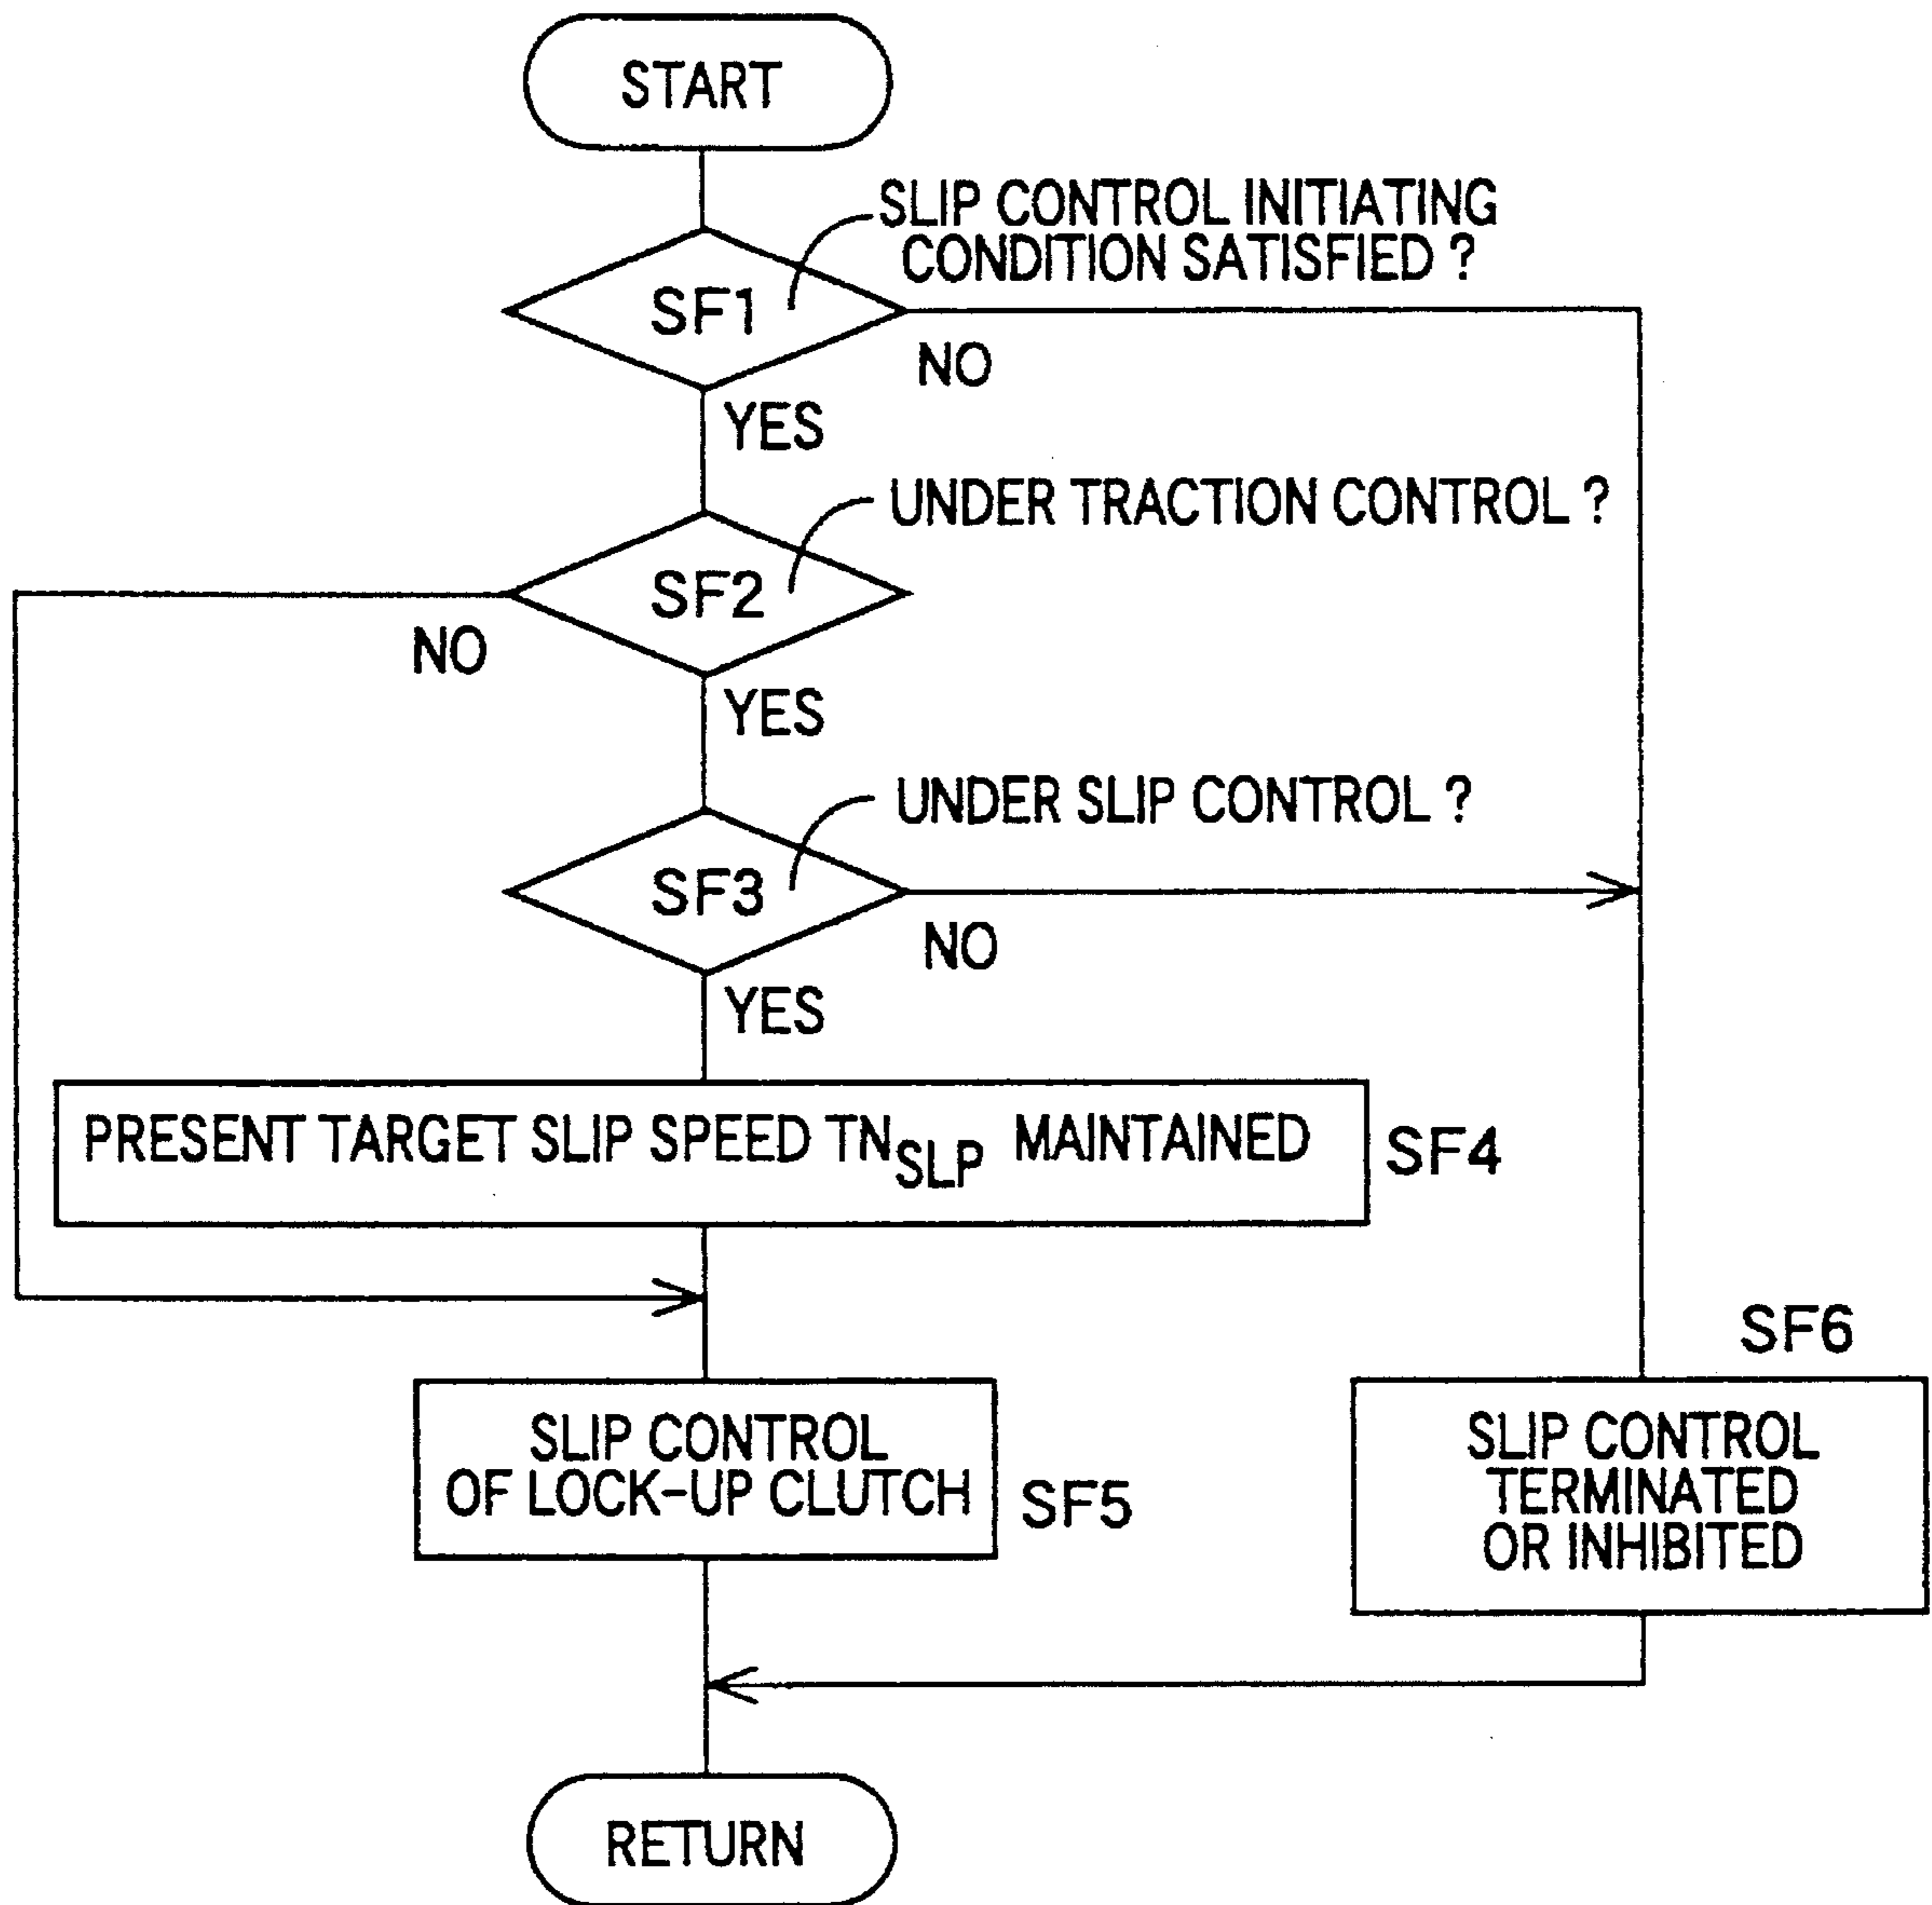 START
SLIP CONTROL INITIATING
CONDITION SATISFIED ?
SF1
NO
YES
UNDER TRACTION CONTROL ?
SF2
NO
YES
UNDER SLIP CONTROL ?
SF3
NO
YES
PRESENT TARGET SLIP SPEED TN_SLP MAINTAINED
SF4
SLIP CONTROL
OF LOCK-UP CLUTCH
SF5
SF6
SLIP CONTROL
TERMINATED
OR INHIBITED
RETURN